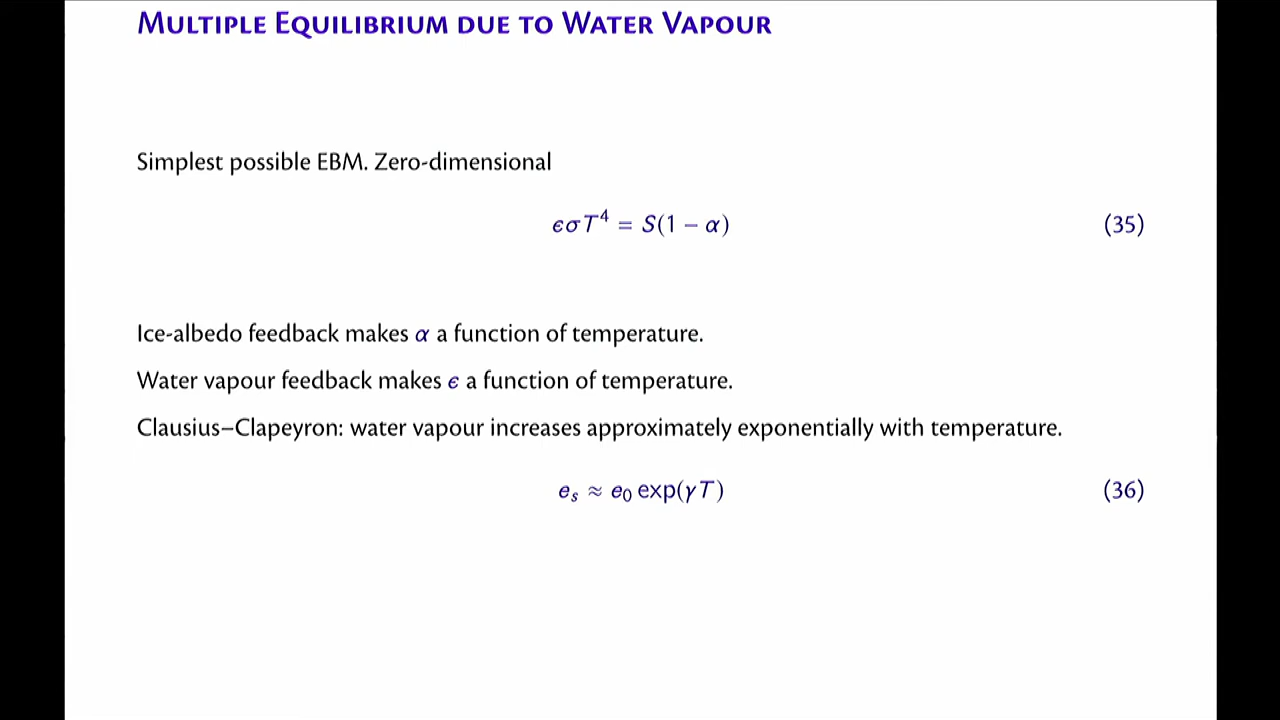 Multiple Equilibrium due to Water Vapour
Simplest possible EBM. Zero-dimensional
ϵσT⁴ = S(1 − α) (35)
Ice-albedo feedback makes α a function of temperature.
Water vapour feedback makes ϵ a function of temperature.
Clausius–Clapeyron: water vapour increases approximately exponentially with temperature.
eₛ ≈ e₀ exp(γT) (36)